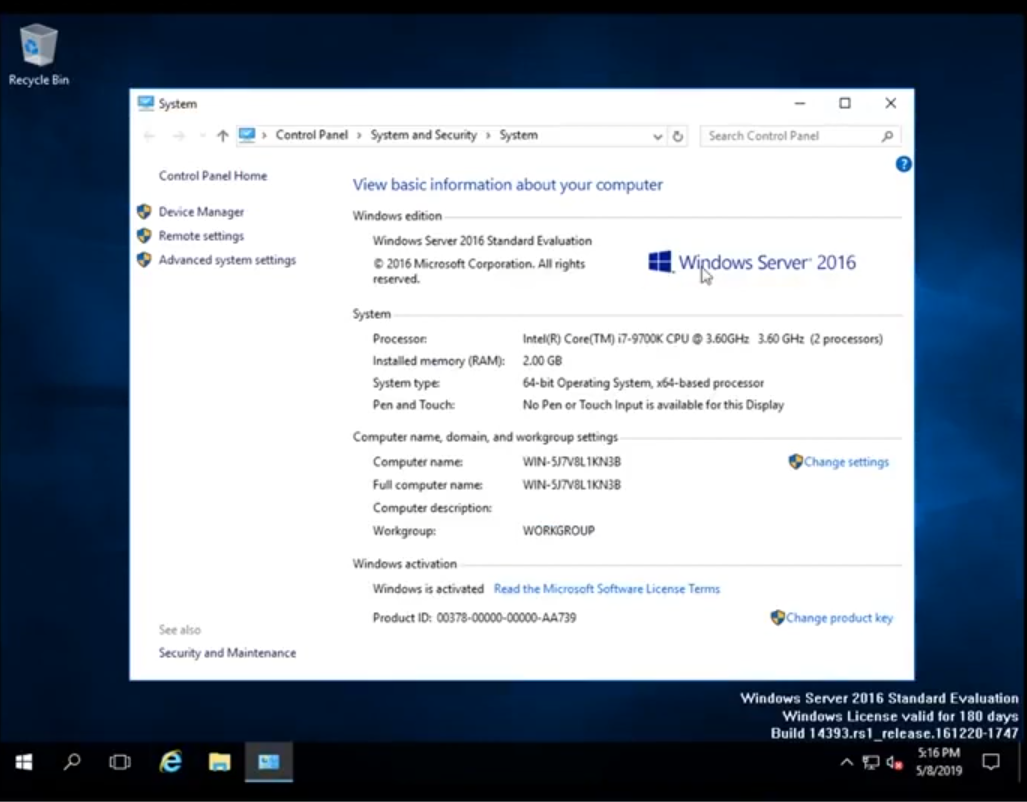 Recycle Bin
System
Control Panel > System and Security > System
Search Control Panel
Control Panel Home
Device Manager
Remote settings
Advanced system settings
See also
Security and Maintenance
?
View basic information about your computer
Windows edition
Windows Server 2016 Standard Evaluation
© 2016 Microsoft Corporation. All rights
reserved.
Windows Server 2016
System
Processor: Intel(R) Core(TM) i7-9700K CPU @ 3.60GHz 3.60 GHz (2 processors)
Installed memory (RAM): 2.00 GB
System type: 64-bit Operating System, x64-based processor
Pen and Touch: No Pen or Touch Input is available for this Display
Computer name, domain, and workgroup settings
Computer name: WIN-5J7V8L1KN3B
Change settings
Full computer name: WIN-5J7V8L1KN3B
Computer description:
Workgroup: WORKGROUP
Windows activation
Windows is activated Read the Microsoft Software License Terms
Product ID: 00378-00000-00000-AA739
Change product key
Windows Server 2016 Standard Evaluation
Windows License valid for 180 days
Build 14393.rs1_release.161220-1747
5:16 PM
5/8/2019